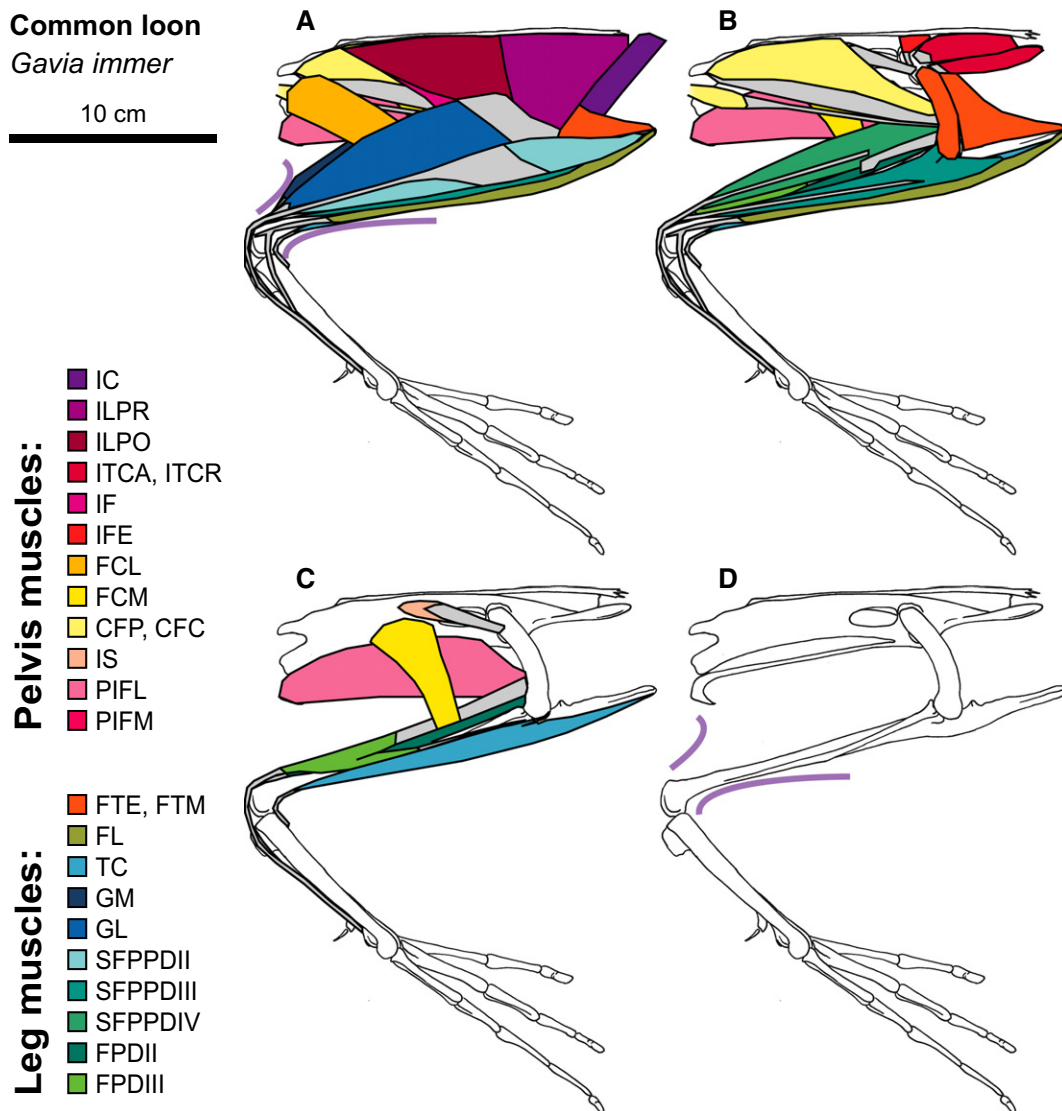 Common loon
Gavia immer
10 cm
A
B
Pelvis muscles:
IC
ILPR
ILPO
ITCA, ITCR
IF
IFE
FCL
FCM
CFP, CFC
IS
PIFL
PIFM
C
D
Leg muscles:
FTE, FTM
FL
TC
GM
GL
SFPPDII
SFPPDIII
SFPPDIV
FPDII
FPDIII